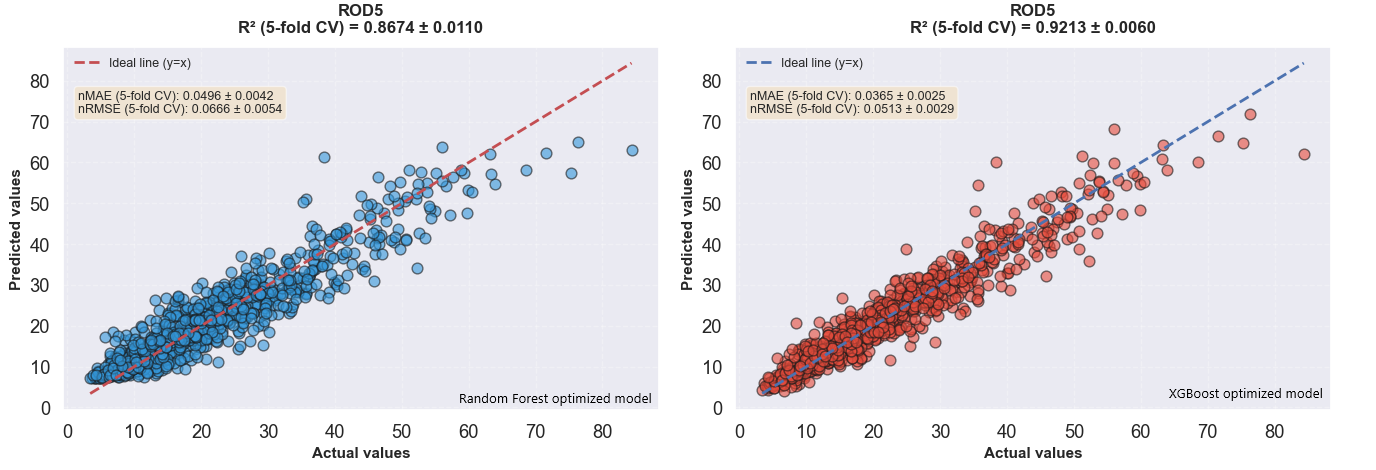 ROD5
R² (5-fold CV) = 0.8674 ± 0.0110
Ideal line (y=x)
nMAE (5-fold CV): 0.0496 ± 0.0042
nRMSE (5-fold CV): 0.0666 ± 0.0054
Predicted values
80
70
60
50
40
30
20
10
0
Random Forest optimized model
0 10 20 30 40 50 60 70 80
Actual values
ROD5
R² (5-fold CV) = 0.9213 ± 0.0060
Ideal line (y=x)
nMAE (5-fold CV): 0.0365 ± 0.0025
nRMSE (5-fold CV): 0.0513 ± 0.0029
Predicted values
80
70
60
50
40
30
20
10
0
XGBoost optimized model
0 10 20 30 40 50 60 70 80
Actual values